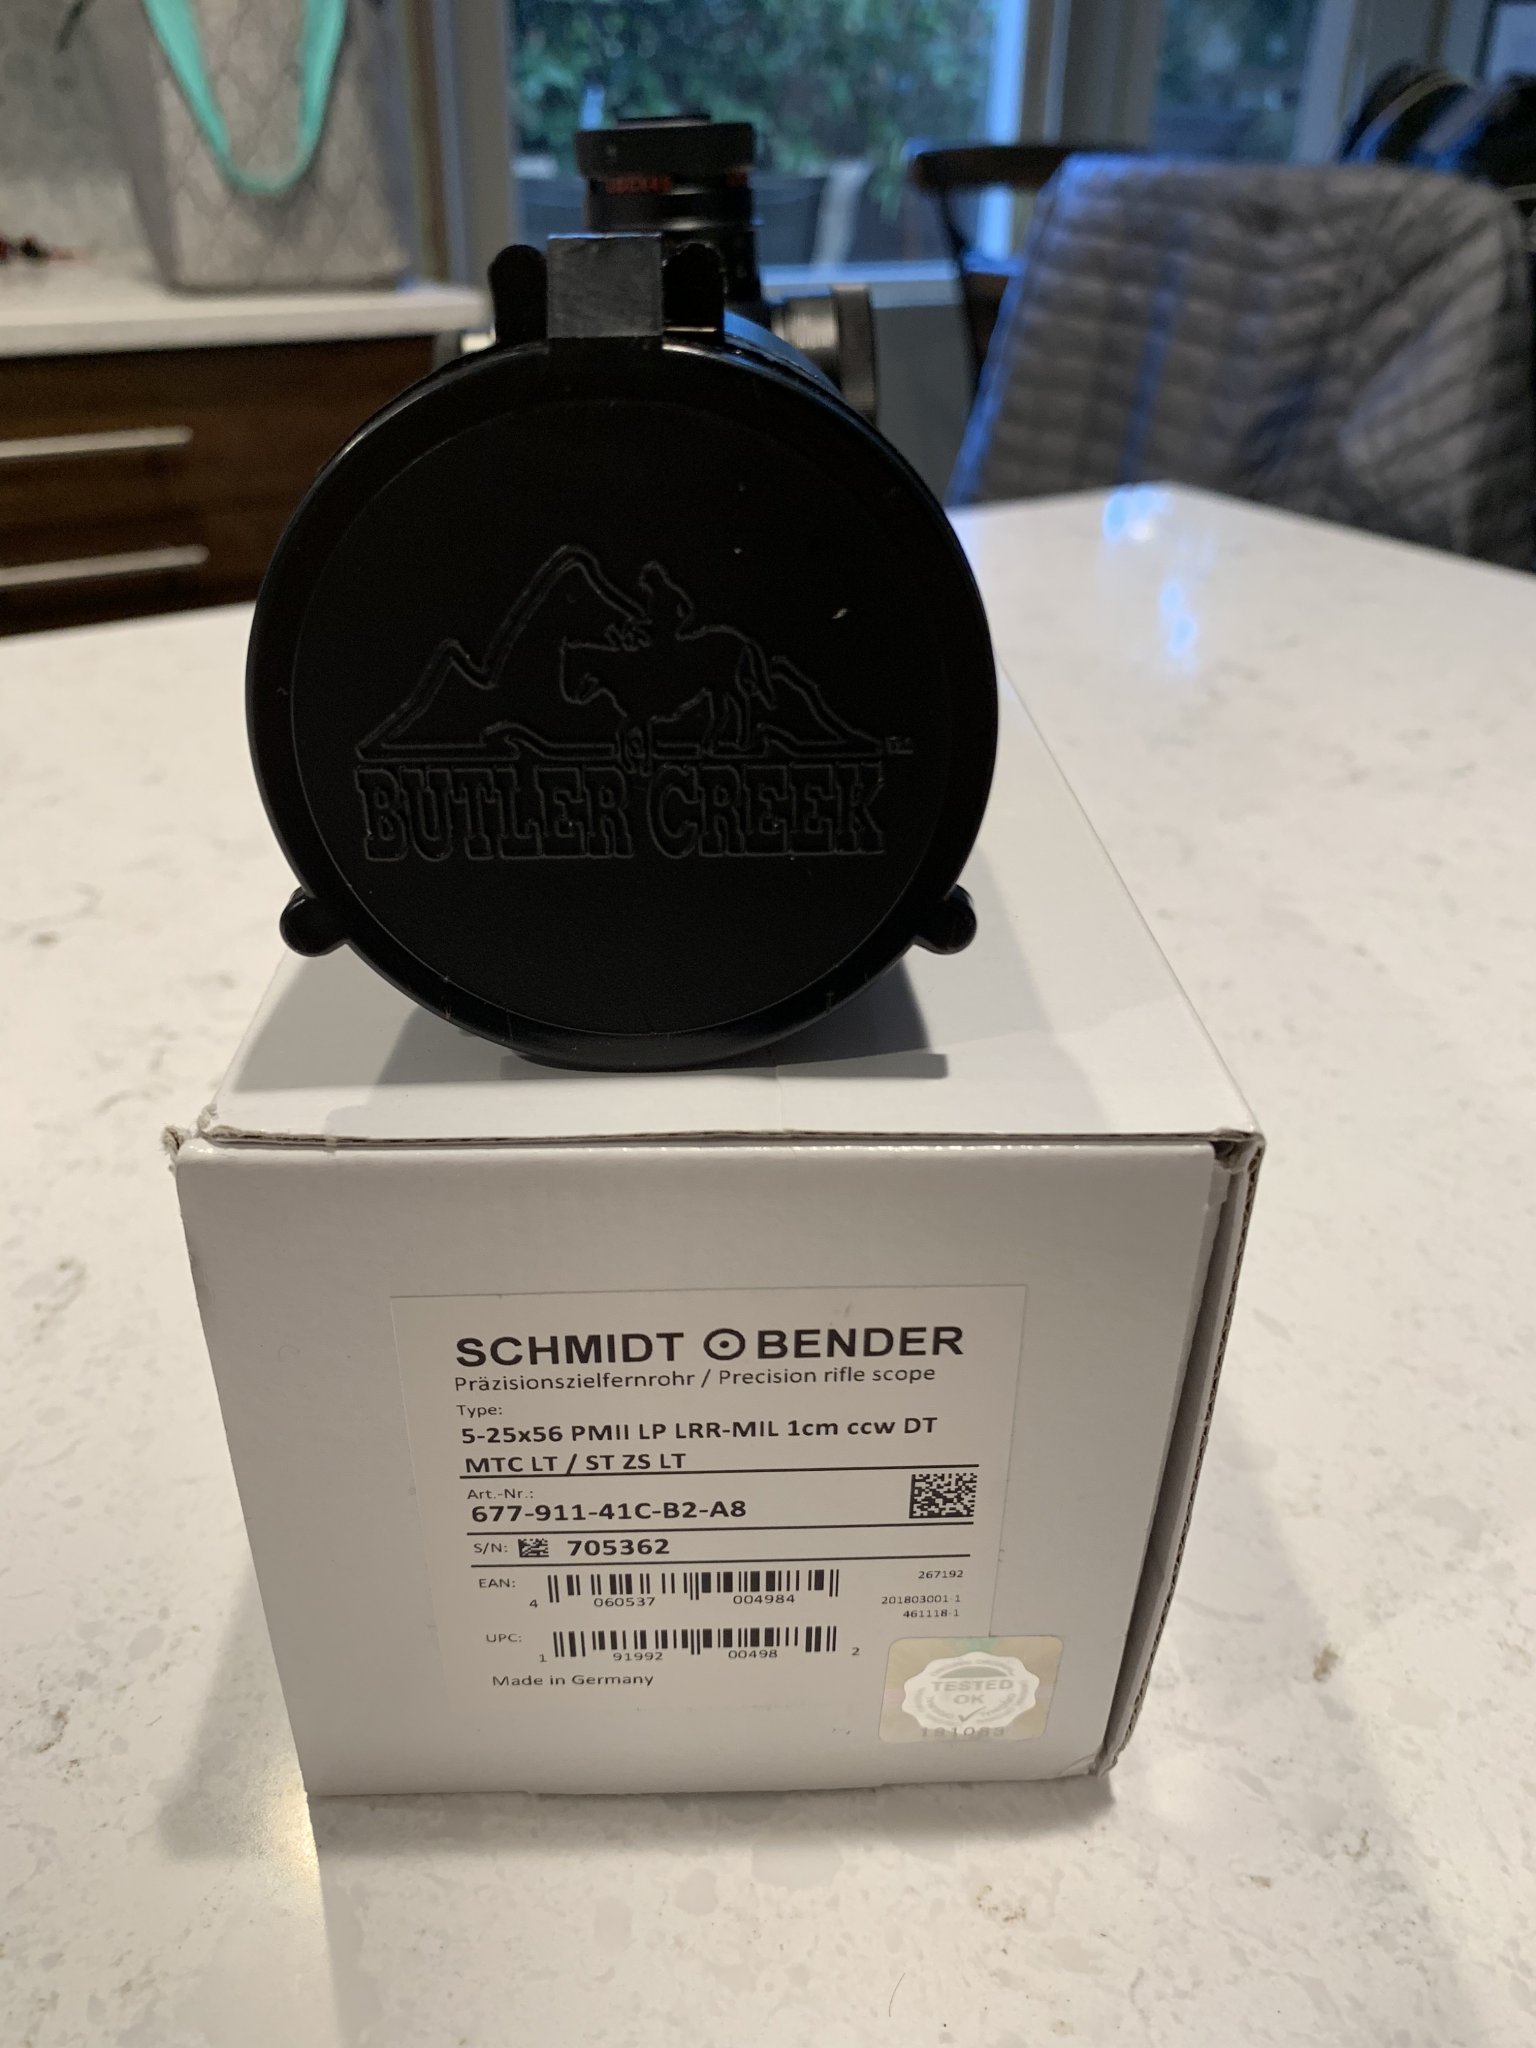 BUTLER CREEK
SCHMIDT BENDER
Präzisionszielfernrohr / Precision rifle scope
Type:
5-25x56 PMII LP LRR-MIL 1cm ccw DT
MTC LT / ST ZS LT
Art.-Nr.:
677-911-41C-B2-A8
S/N: 705362
EAN: 4 060537 004984
267192
201803001-1
461118-1
UPC: 1 91992 00498 2
Made in Germany
TESTED
OK
181083